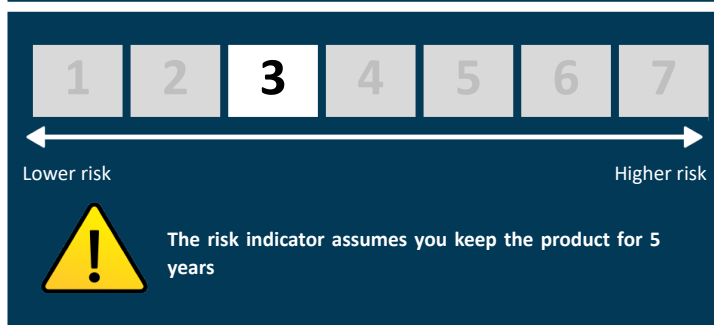 1 2 3 4 5 6 7
Lower risk Higher risk
The risk indicator assumes you keep the product for 5
years